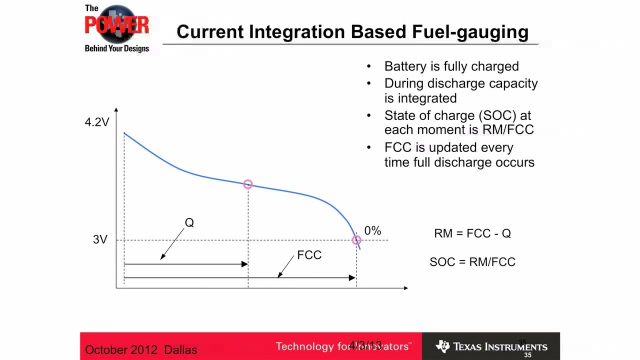 The
POWER
Behind Your Designs
Current Integration Based Fuel-gauging
• Battery is fully charged
• During discharge capacity
is integrated
• State of charge (SOC) at
each moment is RM/FCC
• FCC is updated every
time full discharge occurs
4.2V
Q
0%
3V
FCC
RM = FCC - Q
SOC = RM/FCC
October 2012 Dallas
Technology for Innovators™
TEXAS INSTRUMENTS
35